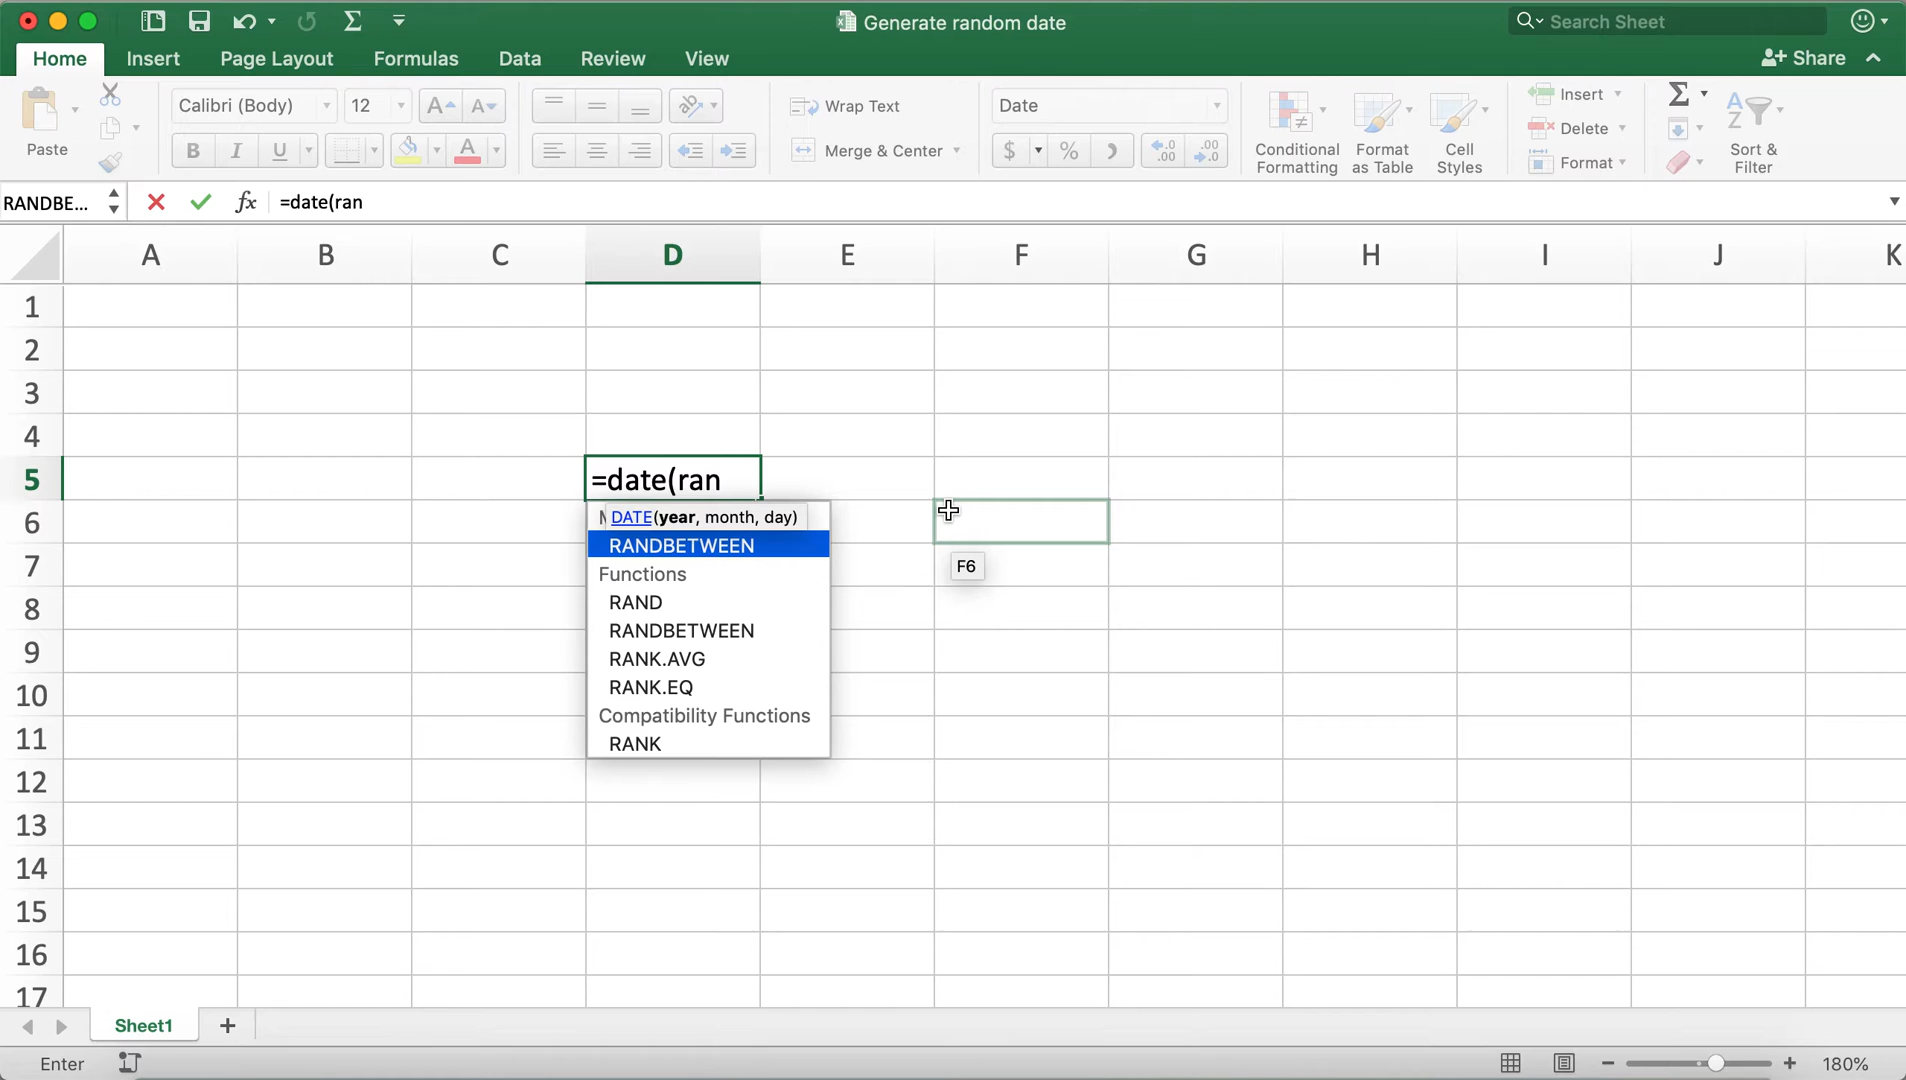 Generate random date
Search Sheet
Home Insert Page Layout Formulas Data Review View
Share
Paste
Calibri (Body) 12
B I U A
Wrap Text
Merge & Center
Date
$ %
Conditional Formatting
Format as Table
Cell Styles
Insert
Delete
Format
Sort & Filter
RANDBE... fx =date(ran
A B C D E F G H I J K
1
2
3
4
5 =date(ran
6 DATE(year, month, day)
RANDBETWEEN
Functions
RAND
RANDBETWEEN
RANK.AVG
RANK.EQ
Compatibility Functions
RANK
F6
7
8
9
10
11
12
13
14
15
16
17
Sheet1
Enter
180%